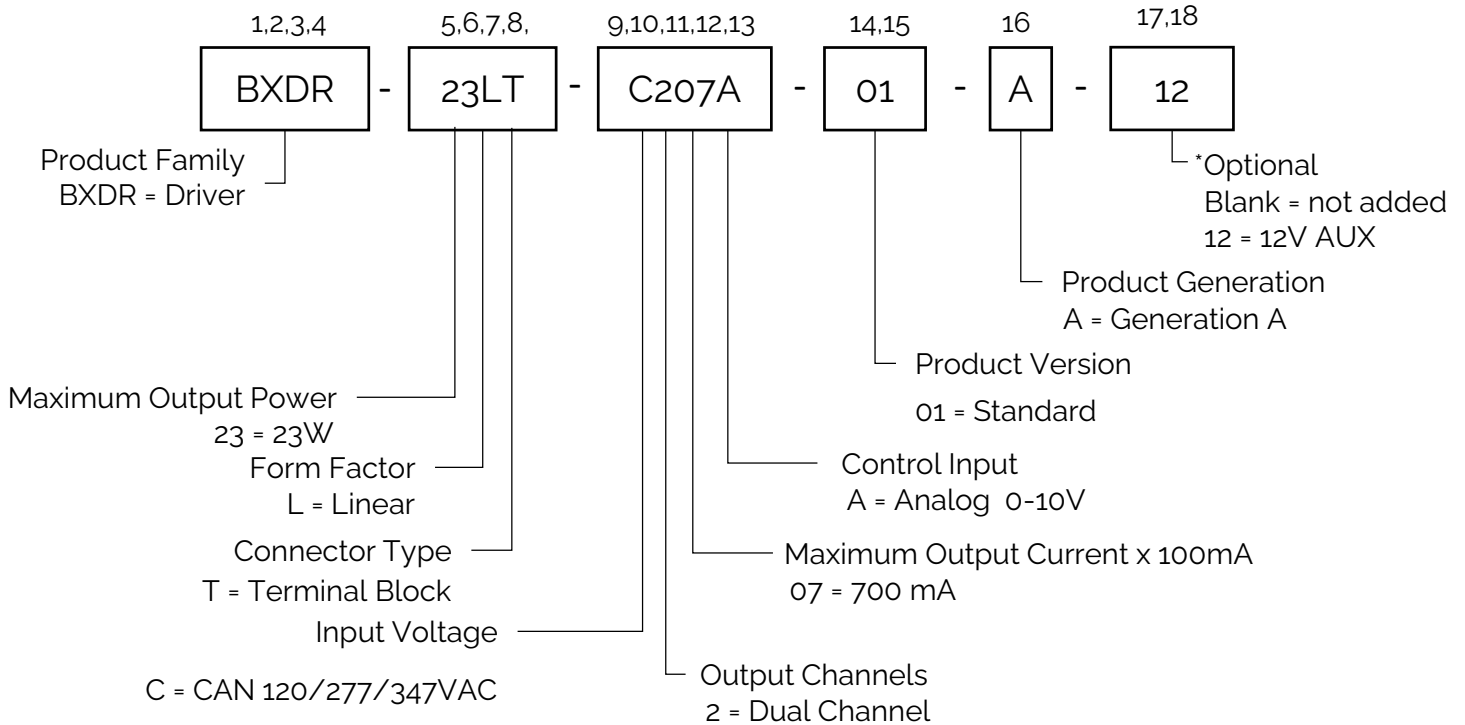 1,2,3,4 5,6,7,8, 9,10,11,12,13 14,15 16 17,18
BXDR - 23LT - C207A - 01 - A - 12
Product Family
BXDR = Driver
*Optional
Blank = not added
12 = 12V AUX
Product Generation
A = Generation A
Product Version
01 = Standard
Maximum Output Power
23 = 23W
Form Factor
L = Linear
Control Input
A = Analog 0-10V
Connector Type
T = Terminal Block
Maximum Output Current x 100mA
07 = 700 mA
Input Voltage
C = CAN 120/277/347VAC
Output Channels
2 = Dual Channel